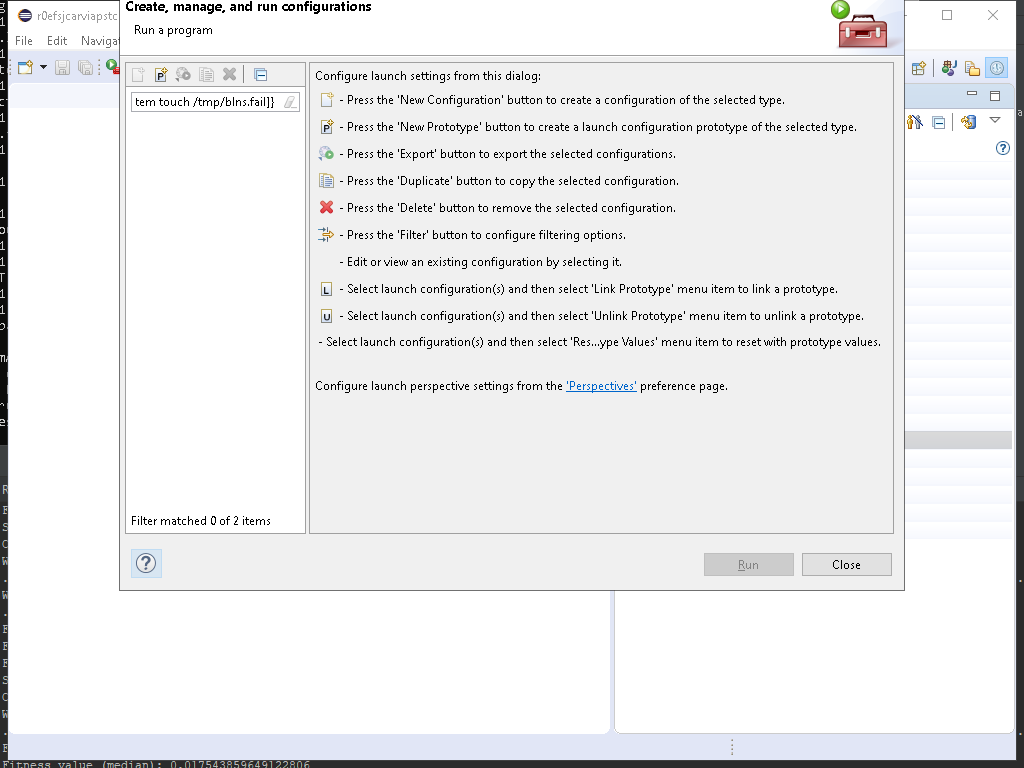 Create, manage, and run configurations
Run a program
r0efsjcarviapstc
File Edit Naviga
tem touch /tmp/blns.fail]}
Configure launch settings from this dialog:
- Press the 'New Configuration' button to create a configuration of the selected type.
- Press the 'New Prototype' button to create a launch configuration prototype of the selected type.
- Press the 'Export' button to export the selected configurations.
- Press the 'Duplicate' button to copy the selected configuration.
- Press the 'Delete' button to remove the selected configuration.
- Press the 'Filter' button to configure filtering options.
- Edit or view an existing configuration by selecting it.
L - Select launch configuration(s) and then select 'Link Prototype' menu item to link a prototype.
U - Select launch configuration(s) and then select 'Unlink Prototype' menu item to unlink a prototype.
- Select launch configuration(s) and then select 'Res...ype Values' menu item to reset with prototype values.
Configure launch perspective settings from the 'Perspectives' preference page.
Filter matched 0 of 2 items
Run
Close
Fitness value (median): 0.017543859649122806